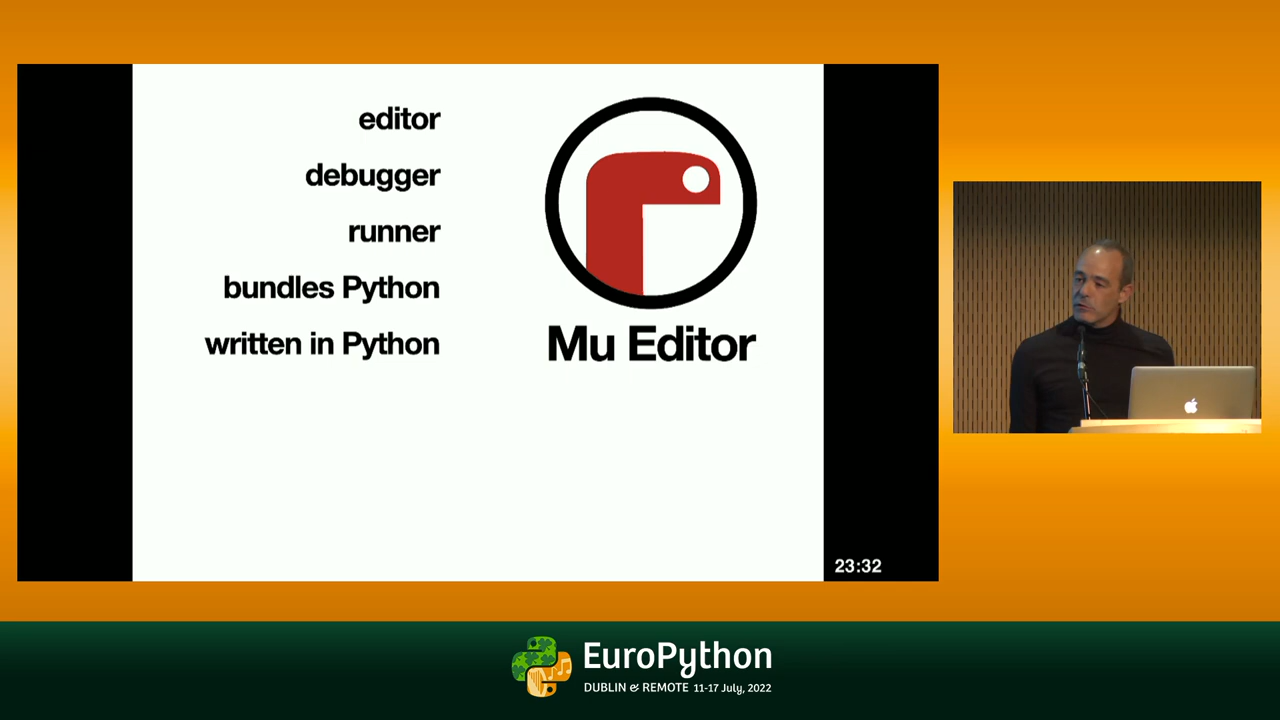 editor
debugger
runner
bundles Python
written in Python
Mu Editor
23:32
EuroPython
DUBLIN & REMOTE 11-17 July, 2022